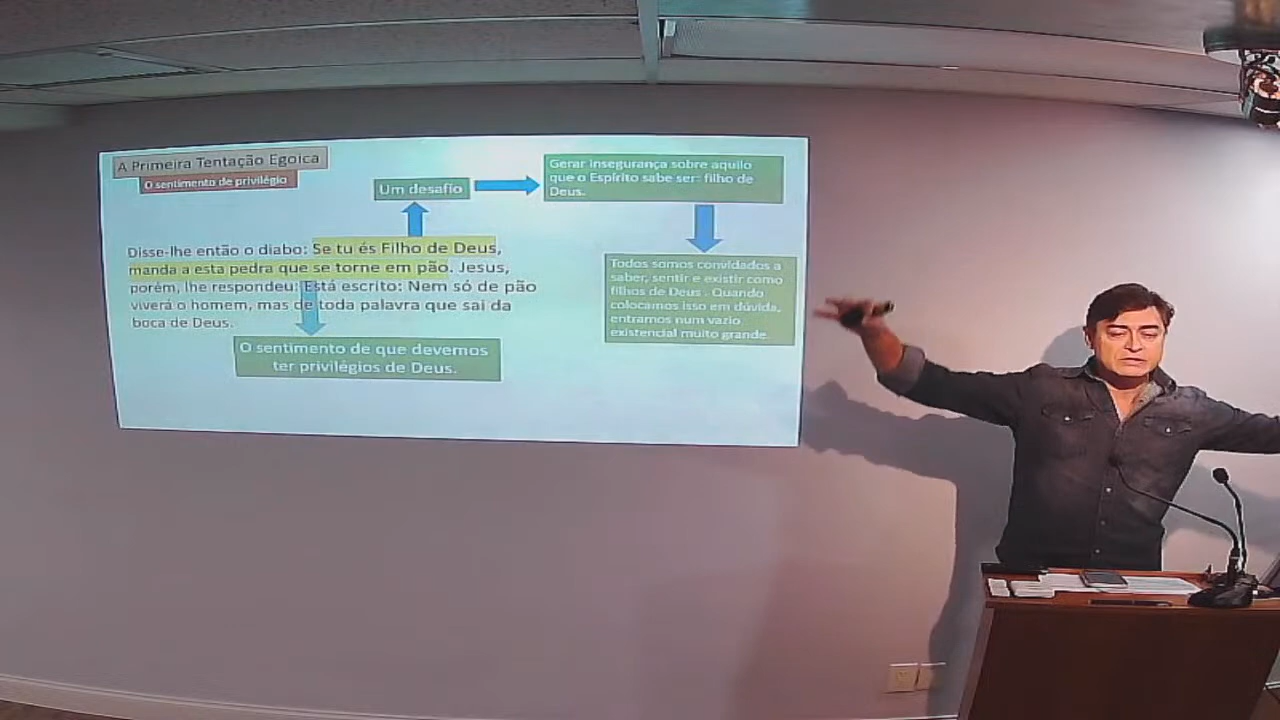 A Primeira Tentação Egoica
O sentimento de privilégio
Um desafio
Gerar insegurança sobre aquilo
que o Espírito sabe ser: filho de
Deus.
Disse-lhe então o diabo: Se tu és Filho de Deus,
manda a esta pedra que se torne em pão. Jesus,
porém, lhe respondeu: Está escrito: Nem só de pão
viverá o homem, mas de toda palavra que sai da
boca de Deus.
Todos somos convidados a
saber, sentir e existir como
filhos de Deus . Quando
colocamos isso em dúvida,
entramos num vazio
existencial muito grande.
O sentimento de que devemos
ter privilégios de Deus.